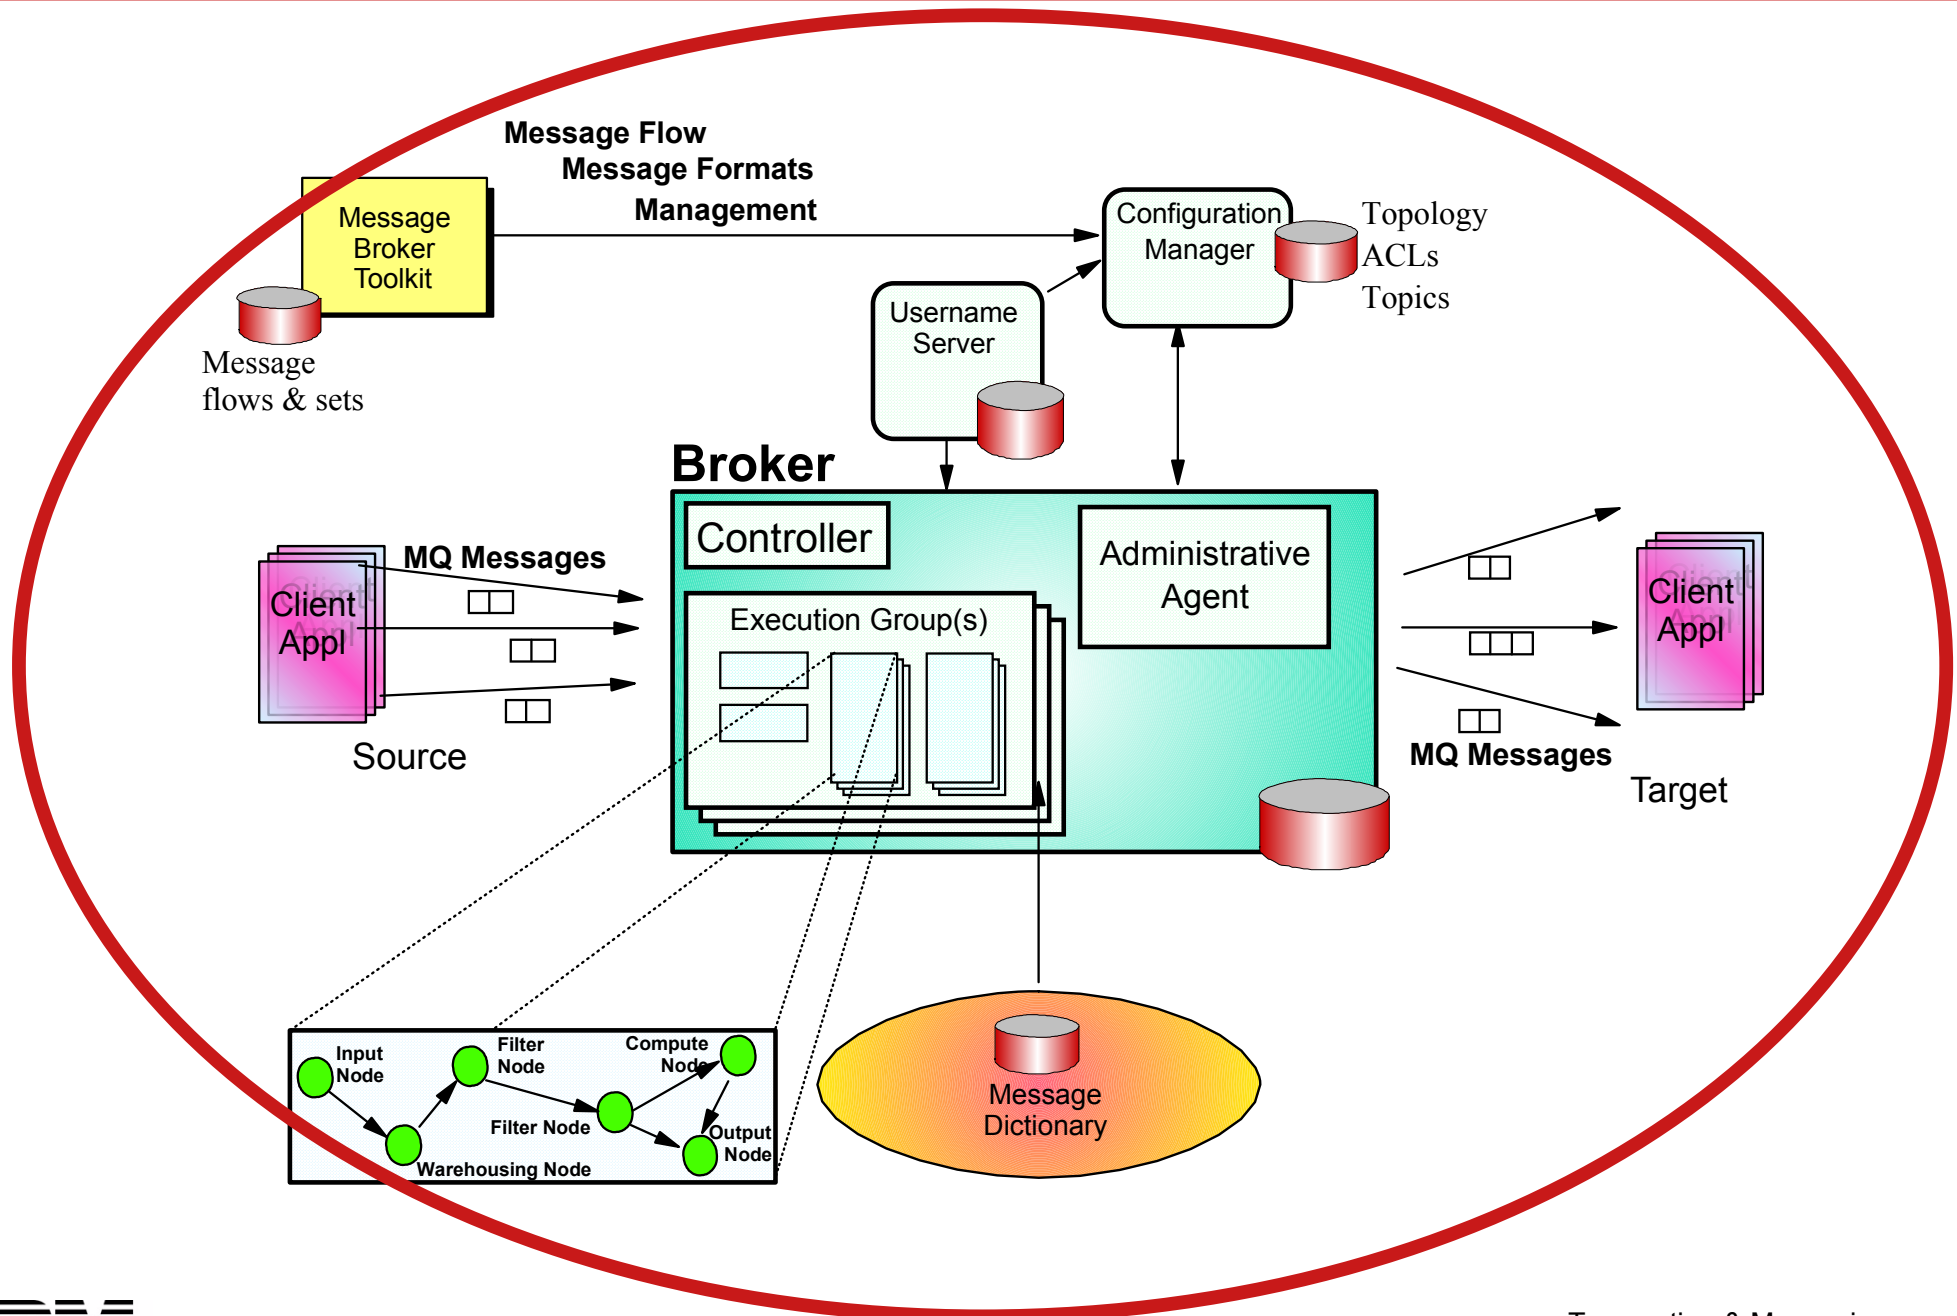 Message Flow
Message Formats
Management
Message
Broker
Toolkit
Message
flows & sets
Configuration
Manager
Topology
ACLs
Topics
Username
Server
Broker
Controller
Administrative
Agent
Execution Group(s)
MQ Messages
Client
Appl
Source
Client
Appl
MQ Messages
Target
Input
Node
Filter
Node
Compute
Node
Filter Node
Output
Node
Warehousing Node
Message
Dictionary